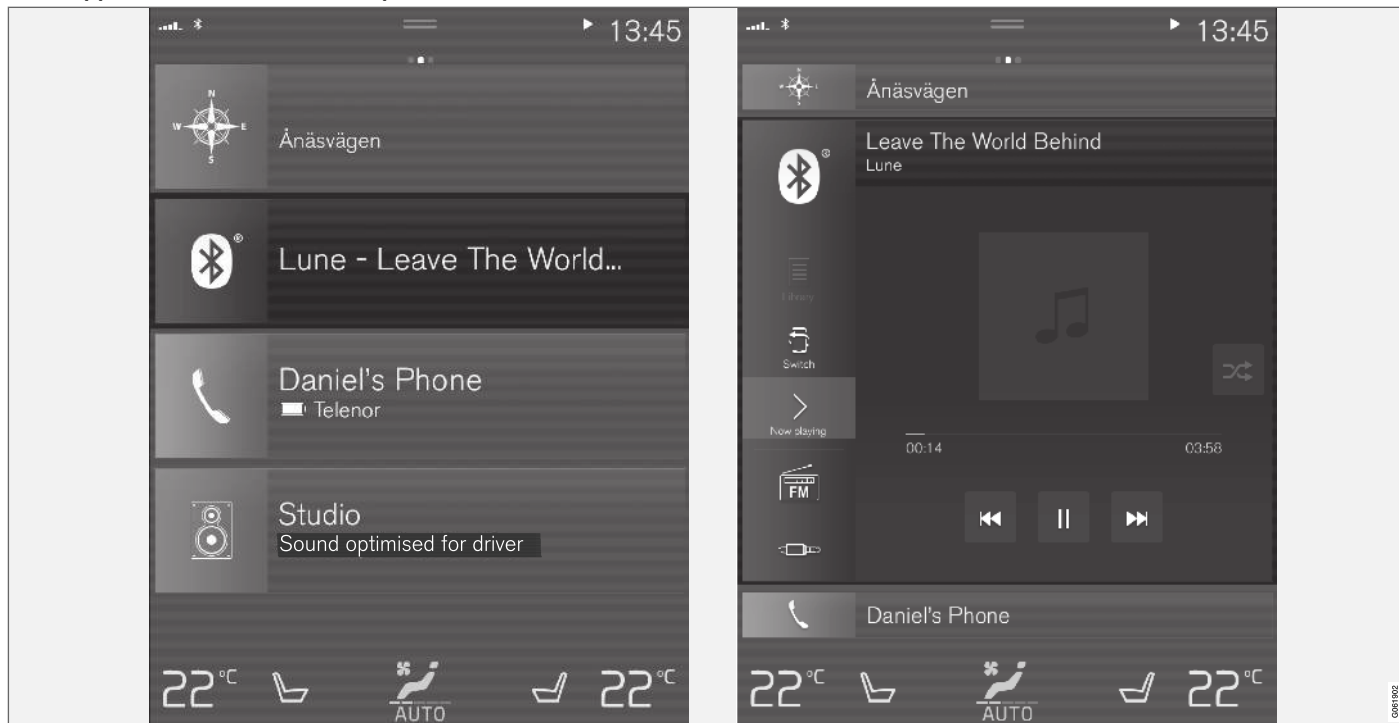 13:45
N
W E
S
Ånäsvägen
®
Lune - Leave The World...
Daniel's Phone
Telenor
Studio
Sound optimised for driver
22°C
AUTO
22°C
13:45
Ånäsvägen
®
Leave The World Behind
Lune
Library
Switch
Now playing
00:14
03:58
FM
Daniel's Phone
22°C
AUTO
22°C
G061902